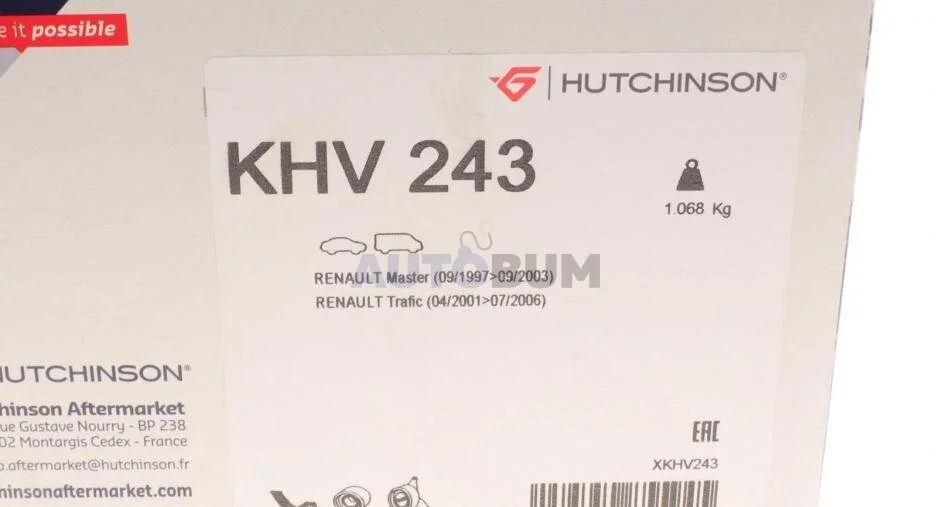 e it possible
HUTCHINSON®
KHV 243
1.068 Kg
AUTOBUM
RENAULT Master (09/1997>09/2003)
RENAULT Trafic (04/2001>07/2006)
HUTCHINSON®
hinson Aftermarket
ue Gustave Nourry - BP 238
02 Montargis Cedex - France
o.aftermarket@hutchinson.fr
hinsonaftermarket.com
EAC
XKHV243